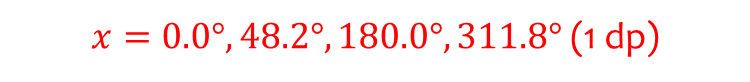 x = 0.0°, 48.2°, 180.0°, 311.8° (1 dp)